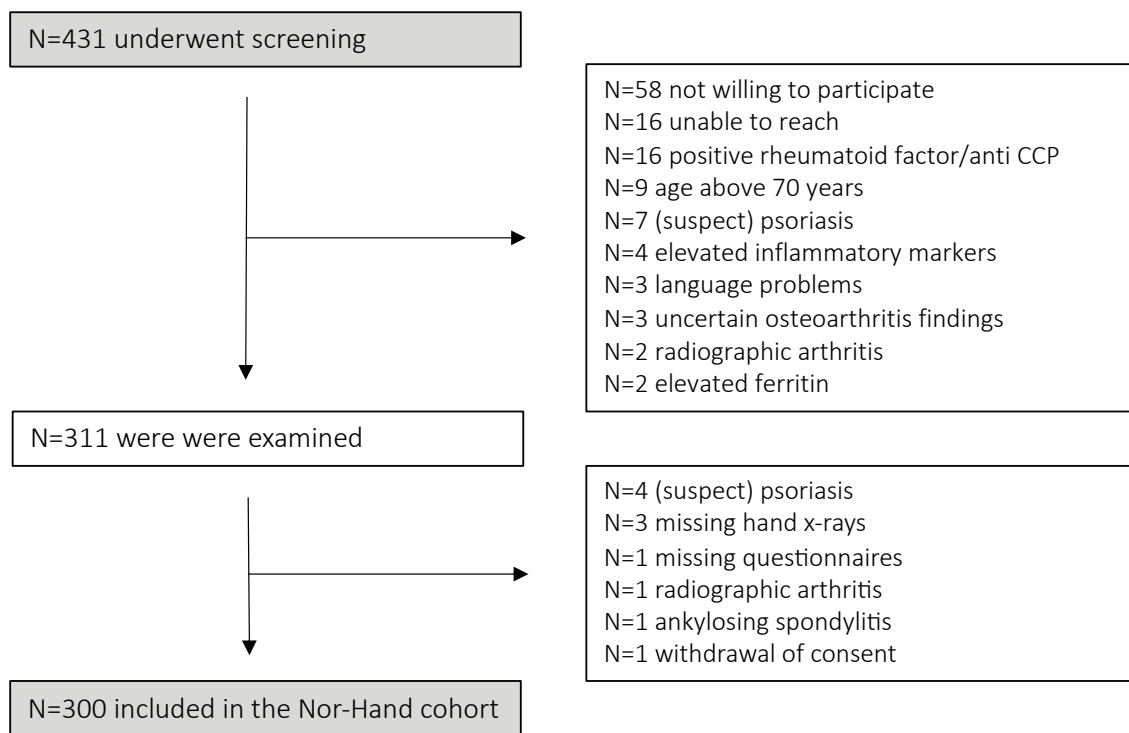 N=431 underwent screening
N=58 not willing to participate
N=16 unable to reach
N=16 positive rheumatoid factor/anti CCP
N=9 age above 70 years
N=7 (suspect) psoriasis
N=4 elevated inflammatory markers
N=3 language problems
N=3 uncertain osteoarthritis findings
N=2 radiographic arthritis
N=2 elevated ferritin
N=311 were were examined
N=4 (suspect) psoriasis
N=3 missing hand x-rays
N=1 missing questionnaires
N=1 radiographic arthritis
N=1 ankylosing spondylitis
N=1 withdrawal of consent
N=300 included in the Nor-Hand cohort